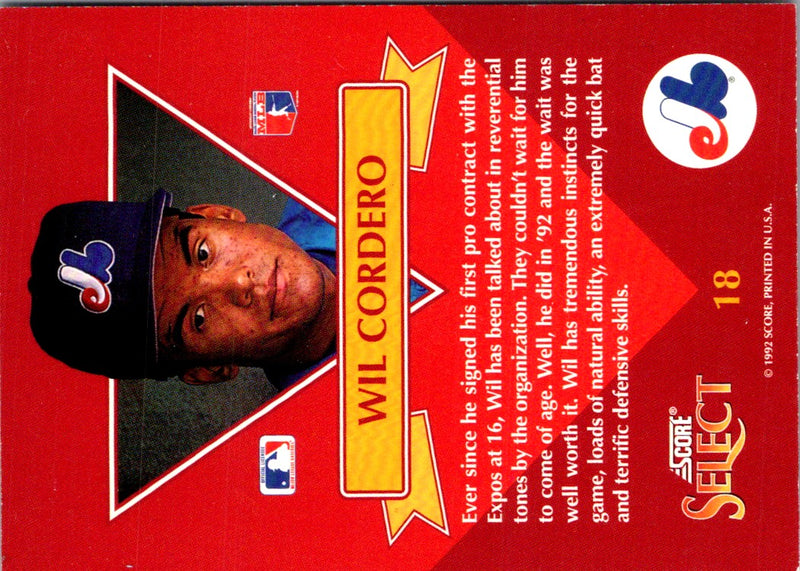 WIL CORDERO
Ever since he signed his first pro contract with the
Expos at 16, Wil has been talked about in reverential
tones by the organization. They couldn't wait for him
to come of age. Well, he did in '92 and the wait was
well worth it. Wil has tremendous instincts for the
game, loads of natural ability, an extremely quick bat
and terrific defensive skills.
SCORE®
SELECT
18
© 1992 SCORE, PRINTED IN U.S.A.